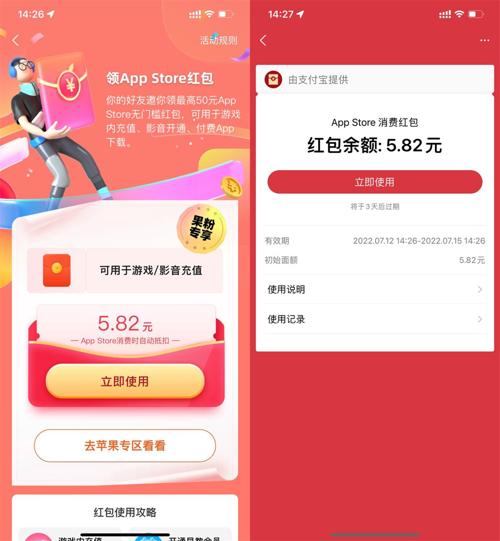 14:26
活动规则
领App Store红包
你的好友邀你领最高50元App
Store无门槛红包，可用于游戏
内充值、影音开通、付费App
下载。
果粉
专享
可用于游戏/影音充值
5.82 元
App Store消费时自动抵扣
立即使用
去苹果专区看看
红包使用攻略
游戏内充值
14:27
由支付宝提供
App Store 消费红包
红包余额: 5.82 元
立即使用
将于3天后过期
有效期
2022.07.12 14:26-2022.07.15 14:26
初始面额
5.82元
使用说明
使用记录